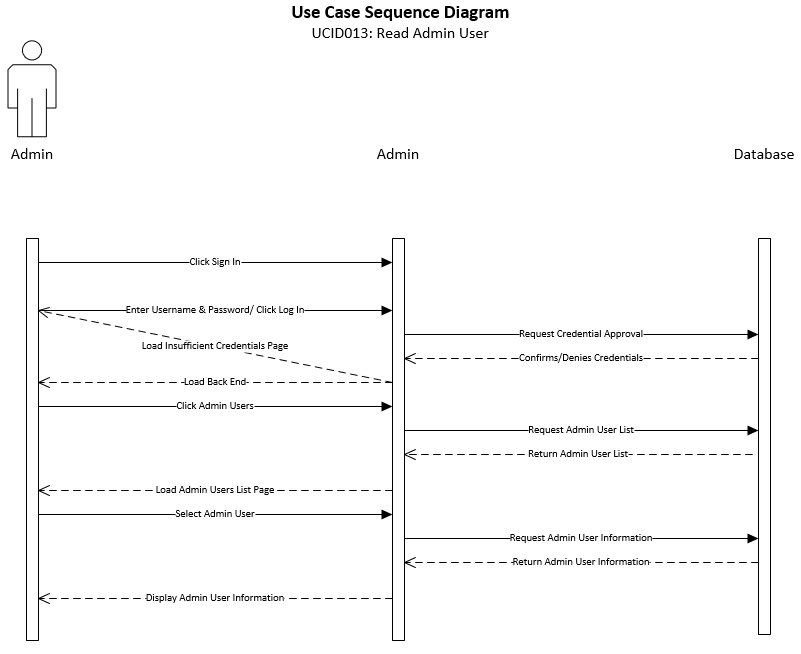 Use Case Sequence Diagram
UCID013: Read Admin User
Admin
Admin
Database
Click Sign In
Enter Username & Password/ Click Log In
Request Credential Approval
Load Insufficient Credentials Page
Confirms/Denies Credentials
Load Back End
Click Admin Users
Request Admin User List
Return Admin User List
Load Admin Users List Page
Select Admin User
Request Admin User Information
Return Admin User Information
Display Admin User Information